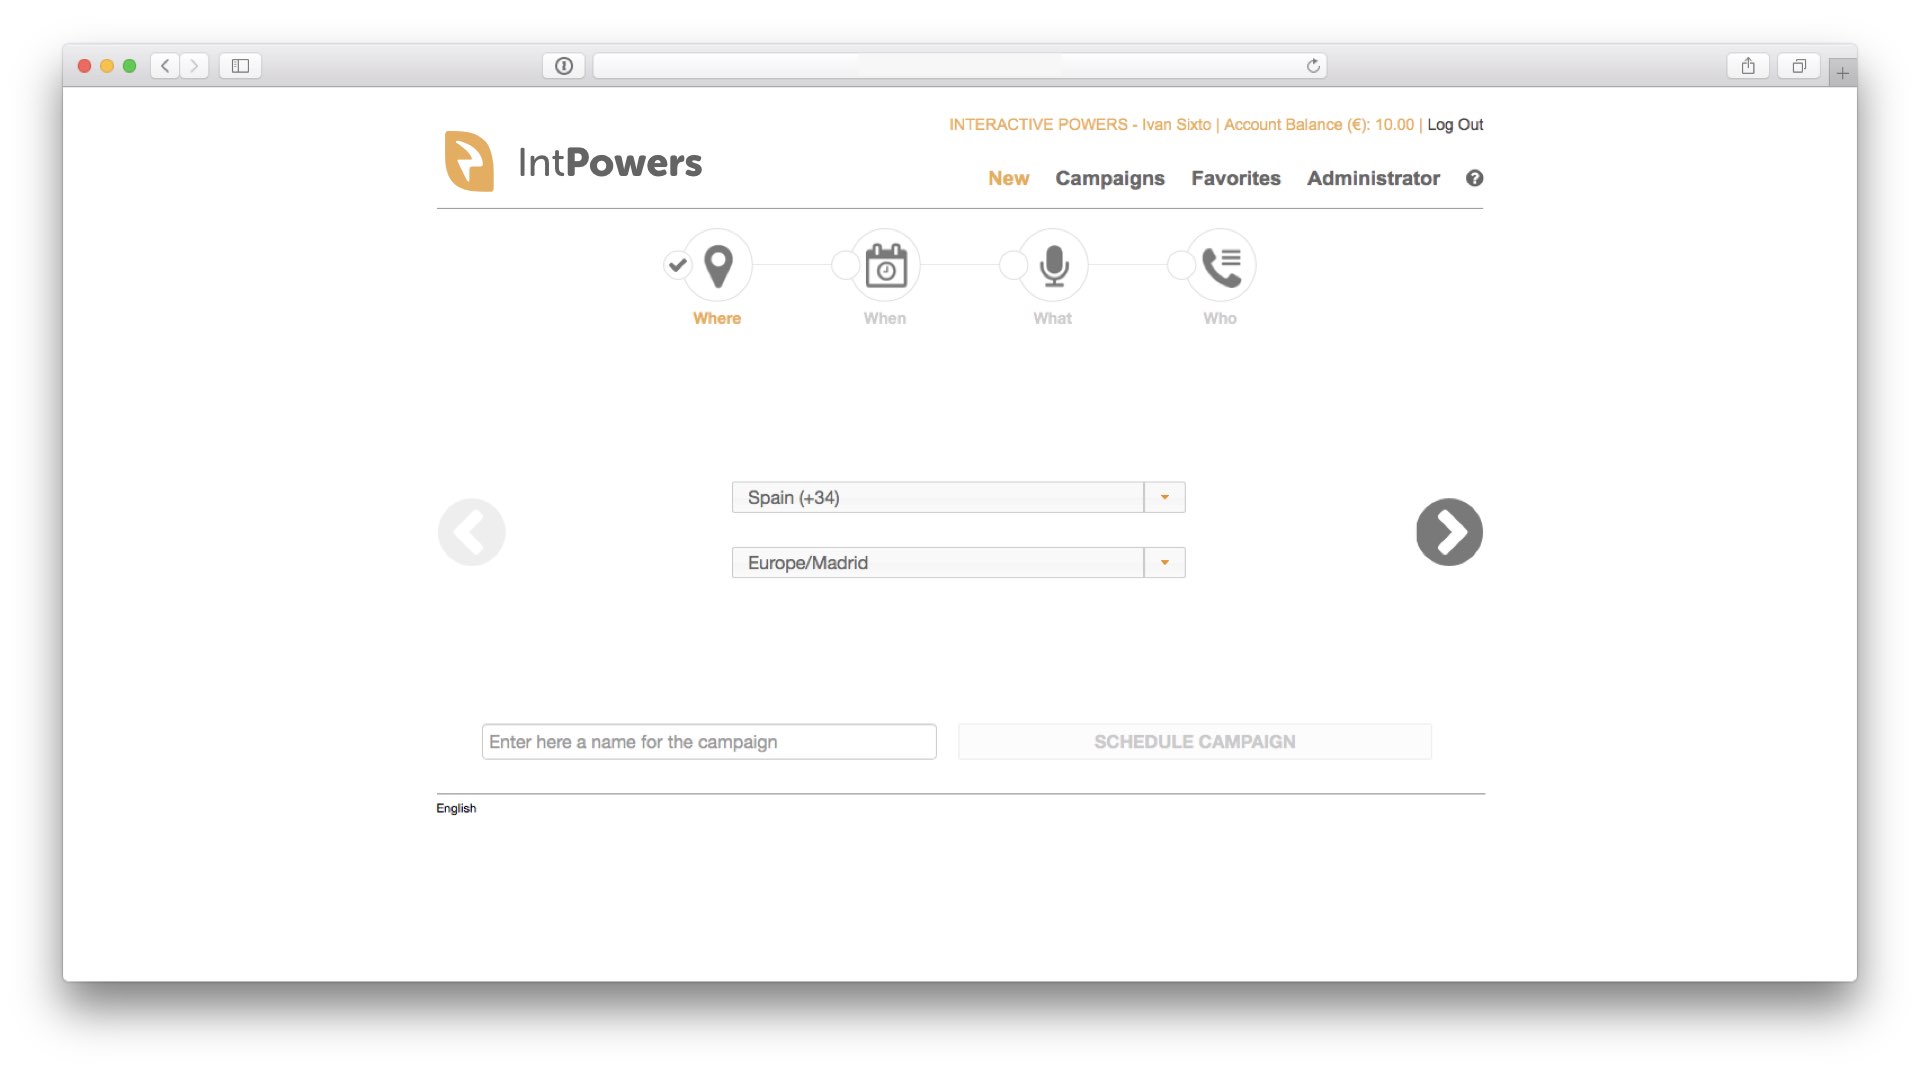 INTERACTIVE POWERS - Ivan Sixto | Account Balance (€): 10.00 | Log Out
IntPowers
New Campaigns Favorites Administrator ?
Where When What Who
Spain (+34)
Europe/Madrid
Enter here a name for the campaign SCHEDULE CAMPAIGN
English